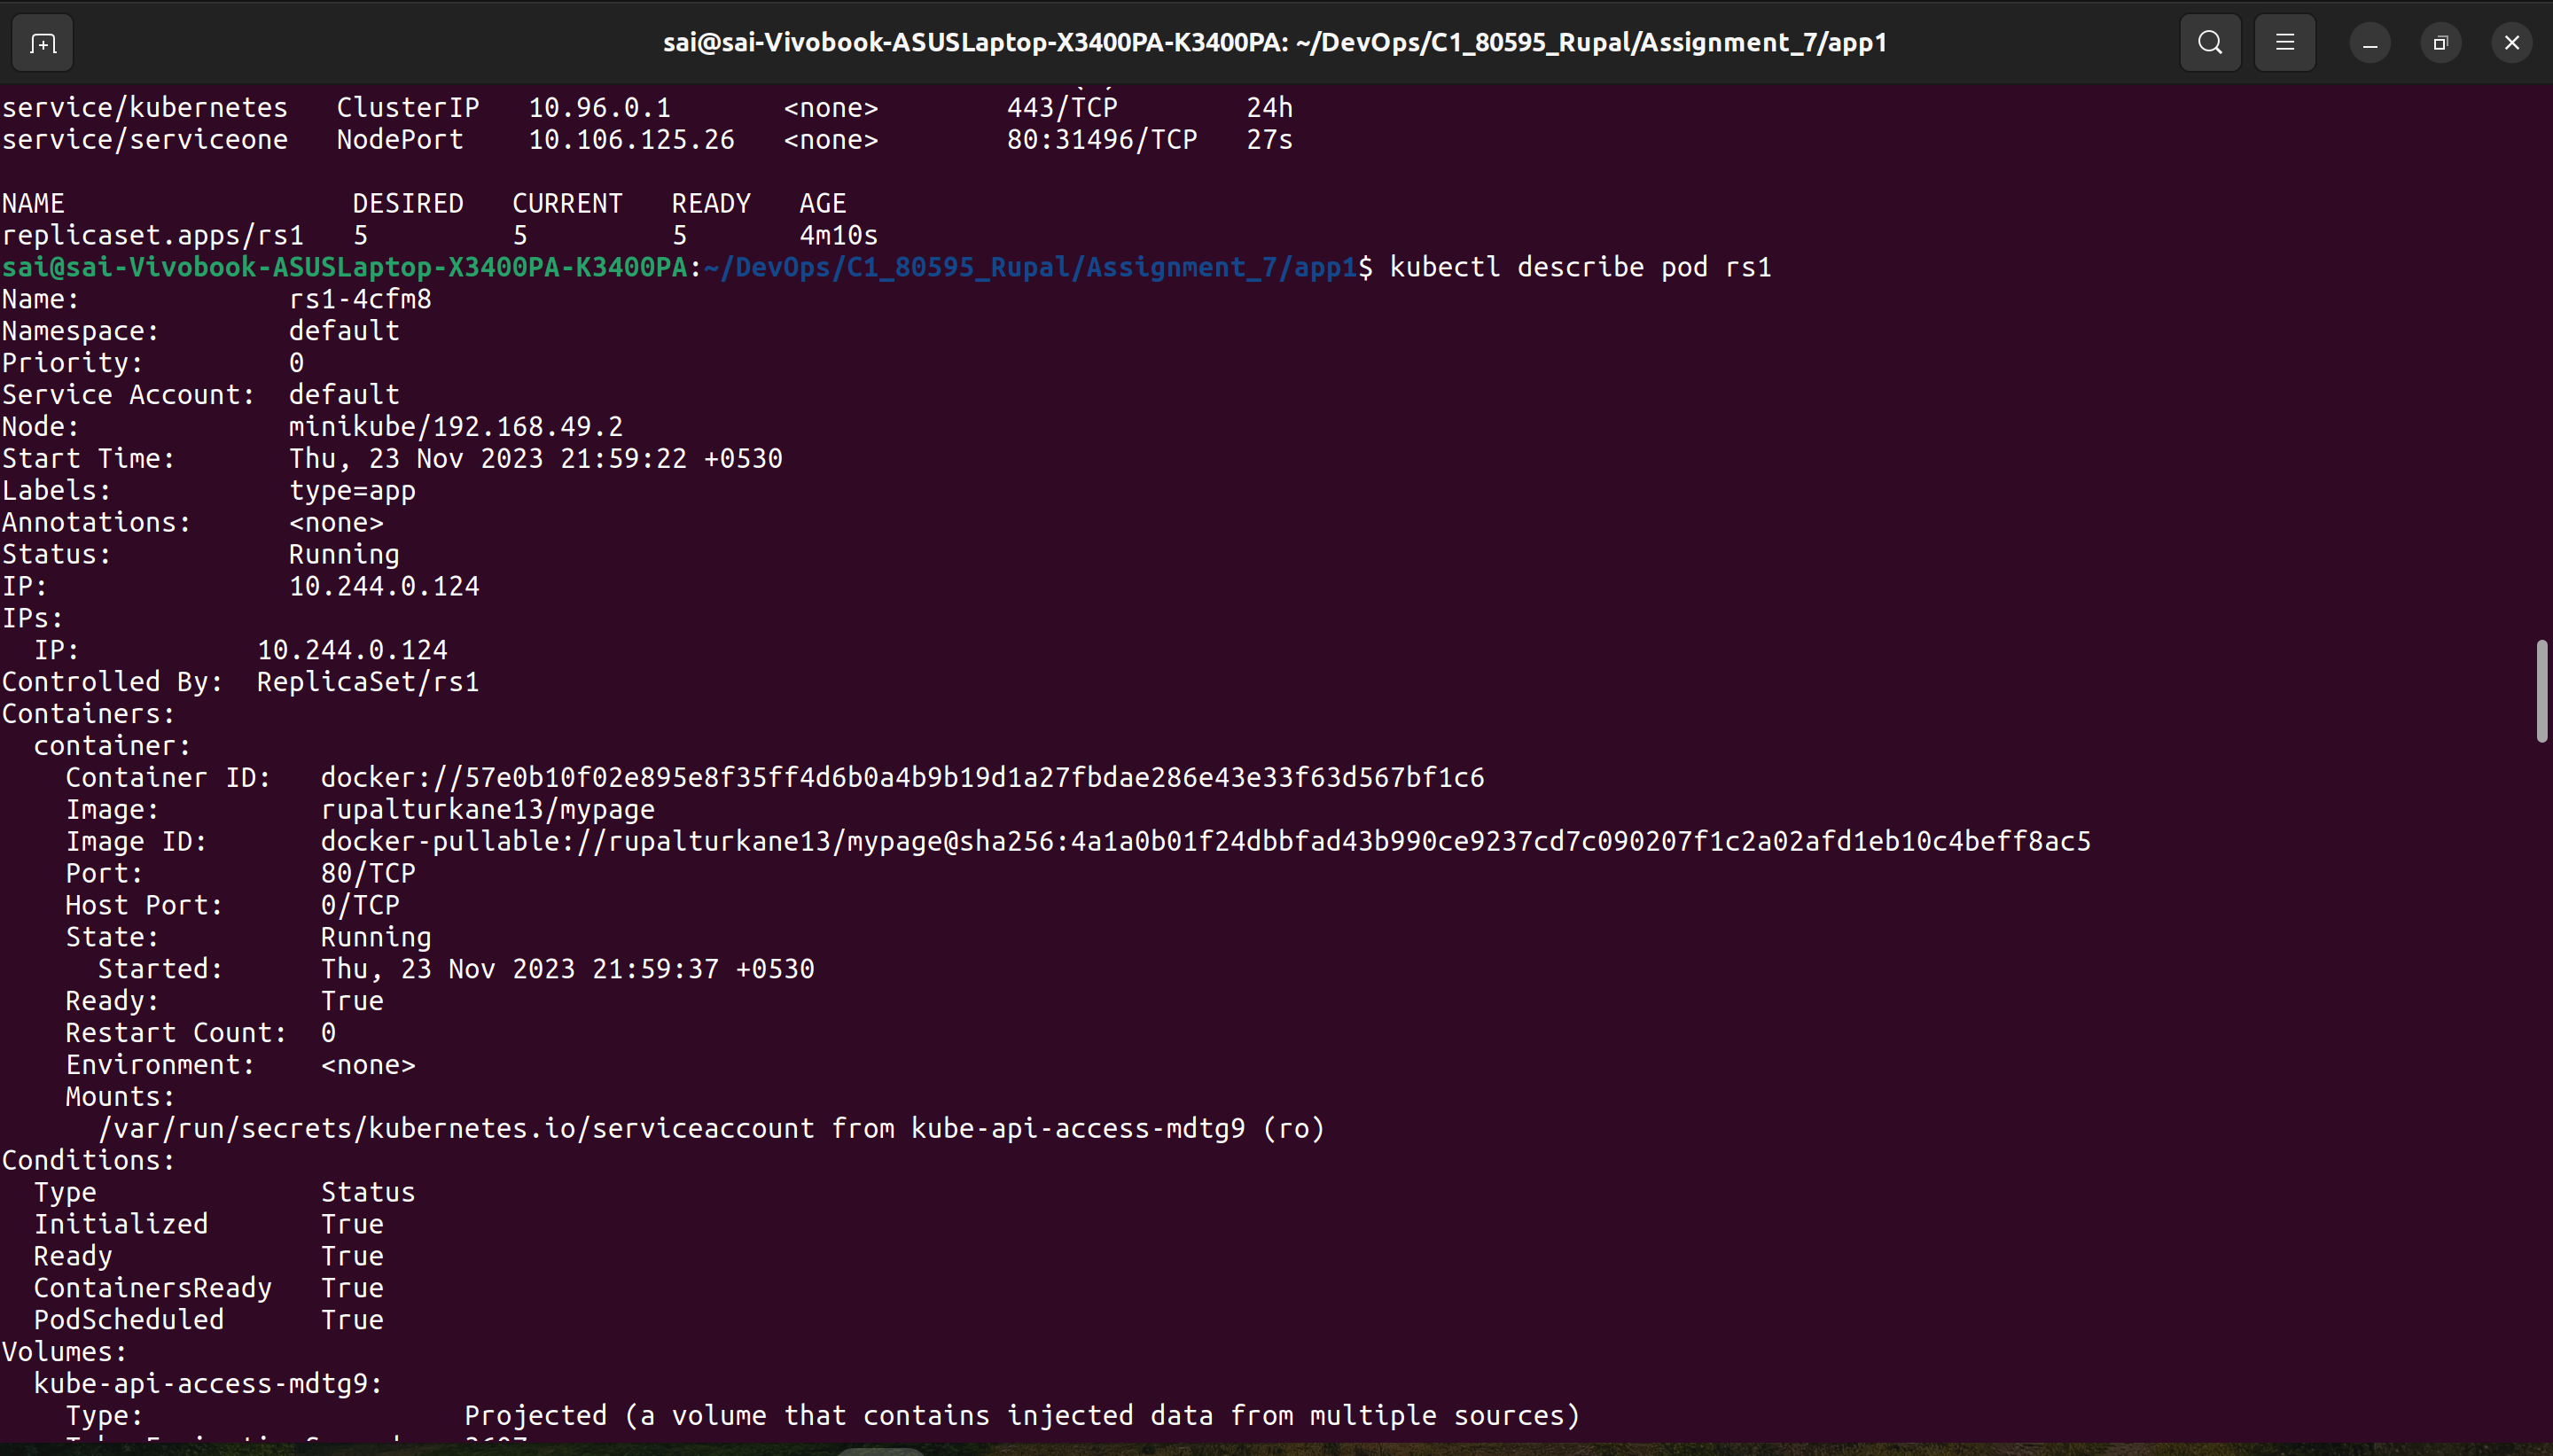 sai@sai-Vivobook-ASUSLaptop-X3400PA-K3400PA: ~/DevOps/C1_80595_Rupal/Assignment_7/app1
service/kubernetes   ClusterIP   10.96.0.1       <none>        443/TCP        24h
service/serviceone   NodePort    10.106.125.26   <none>        80:31496/TCP   27s
NAME                  DESIRED   CURRENT   READY   AGE
replicaset.apps/rs1   5         5         5       4m10s
sai@sai-Vivobook-ASUSLaptop-X3400PA-K3400PA:~/DevOps/C1_80595_Rupal/Assignment_7/app1$ kubectl describe pod rs1
Name:             rs1-4cfm8
Namespace:        default
Priority:         0
Service Account:  default
Node:             minikube/192.168.49.2
Start Time:       Thu, 23 Nov 2023 21:59:22 +0530
Labels:           type=app
Annotations:      <none>
Status:           Running
IP:               10.244.0.124
IPs:
  IP:           10.244.0.124
Controlled By:  ReplicaSet/rs1
Containers:
  container:
    Container ID:   docker://57e0b10f02e895e8f35ff4d6b0a4b9b19d1a27fbdae286e43e33f63d567bf1c6
    Image:          rupalturkane13/mypage
    Image ID:       docker-pullable://rupalturkane13/mypage@sha256:4a1a0b01f24dbbfad43b990ce9237cd7c090207f1c2a02afd1eb10c4beff8ac5
    Port:           80/TCP
    Host Port:      0/TCP
    State:          Running
      Started:      Thu, 23 Nov 2023 21:59:37 +0530
    Ready:          True
    Restart Count:  0
    Environment:    <none>
    Mounts:
      /var/run/secrets/kubernetes.io/serviceaccount from kube-api-access-mdtg9 (ro)
Conditions:
  Type              Status
  Initialized       True
  Ready             True
  ContainersReady   True
  PodScheduled      True
Volumes:
  kube-api-access-mdtg9:
    Type:                    Projected (a volume that contains injected data from multiple sources)